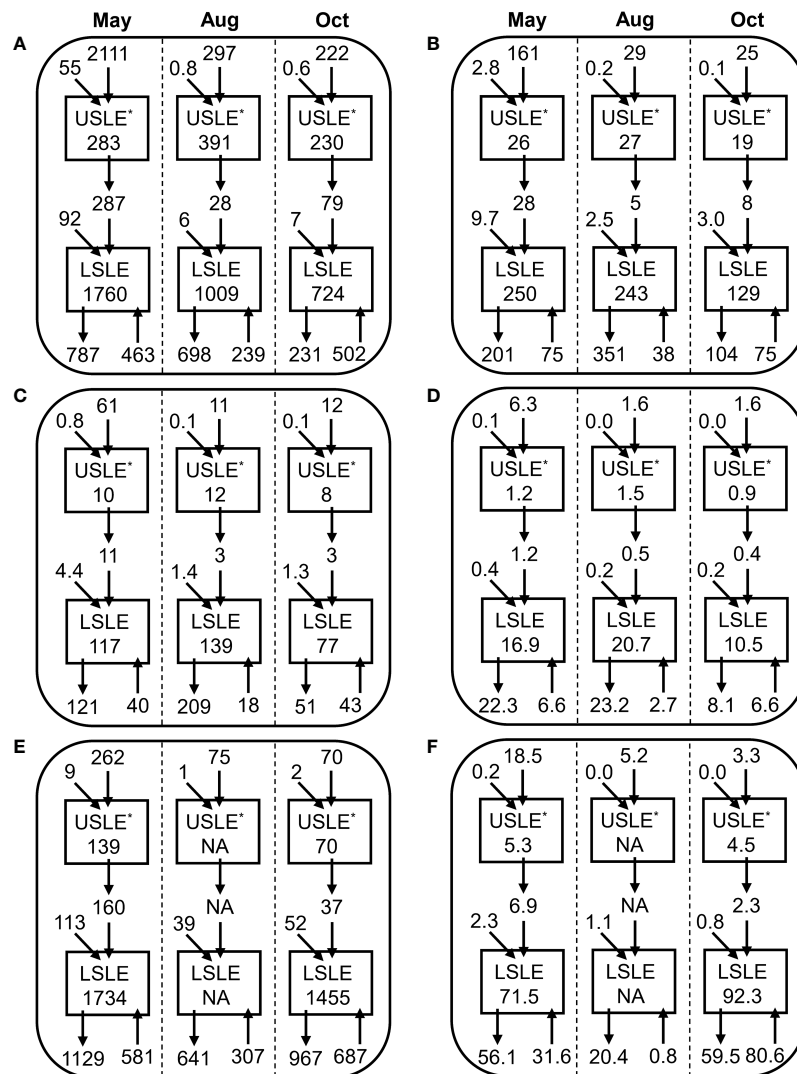 May Aug Oct May Aug Oct
A B
2111 297 222 161 29 25
55 0.8 0.6 2.8 0.2 0.1
USLE* USLE* USLE* USLE* USLE* USLE*
283 391 230 26 27 19
287 28 79 28 5 8
92 6 7 9.7 2.5 3.0
LSLE LSLE LSLE LSLE LSLE LSLE
1760 1009 724 250 243 129
787 463 698 239 231 502 201 75 351 38 104 75
C D
61 11 12 6.3 1.6 1.6
0.8 0.1 0.1 0.1 0.0 0.0
USLE* USLE* USLE* USLE* USLE* USLE*
10 12 8 1.2 1.5 0.9
11 3 3 1.2 0.5 0.4
4.4 1.4 1.3 0.4 0.2 0.2
LSLE LSLE LSLE LSLE LSLE LSLE
117 139 77 16.9 20.7 10.5
121 40 209 18 51 43 22.3 6.6 23.2 2.7 8.1 6.6
E F
262 75 70 18.5 5.2 3.3
9 1 2 0.2 0.0 0.0
USLE* USLE* USLE* USLE* USLE* USLE*
139 NA 70 5.3 NA 4.5
160 NA 37 6.9 NA 2.3
113 39 52 2.3 1.1 0.8
LSLE LSLE LSLE LSLE LSLE LSLE
1734 NA 1455 71.5 NA 92.3
1129 581 641 307 967 687 56.1 31.6 20.4 0.8 59.5 80.6